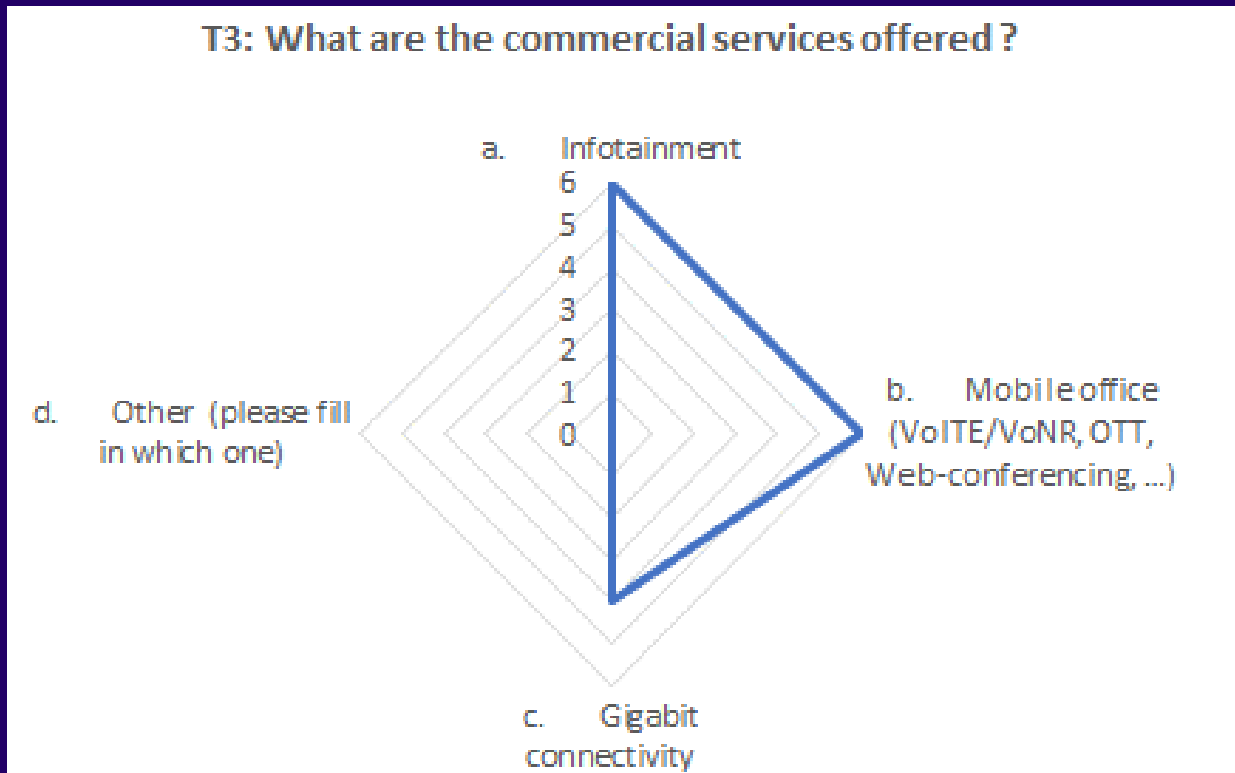 T3: What are the commercial services offered ?
a. Infotainment
6
5
4
3
2
1
0
b. Mobile office
(VolTE/VoNR, OTT,
Web-conferencing, ...)
c. Gigabit
connectivity
d. Other (please fill
in which one)